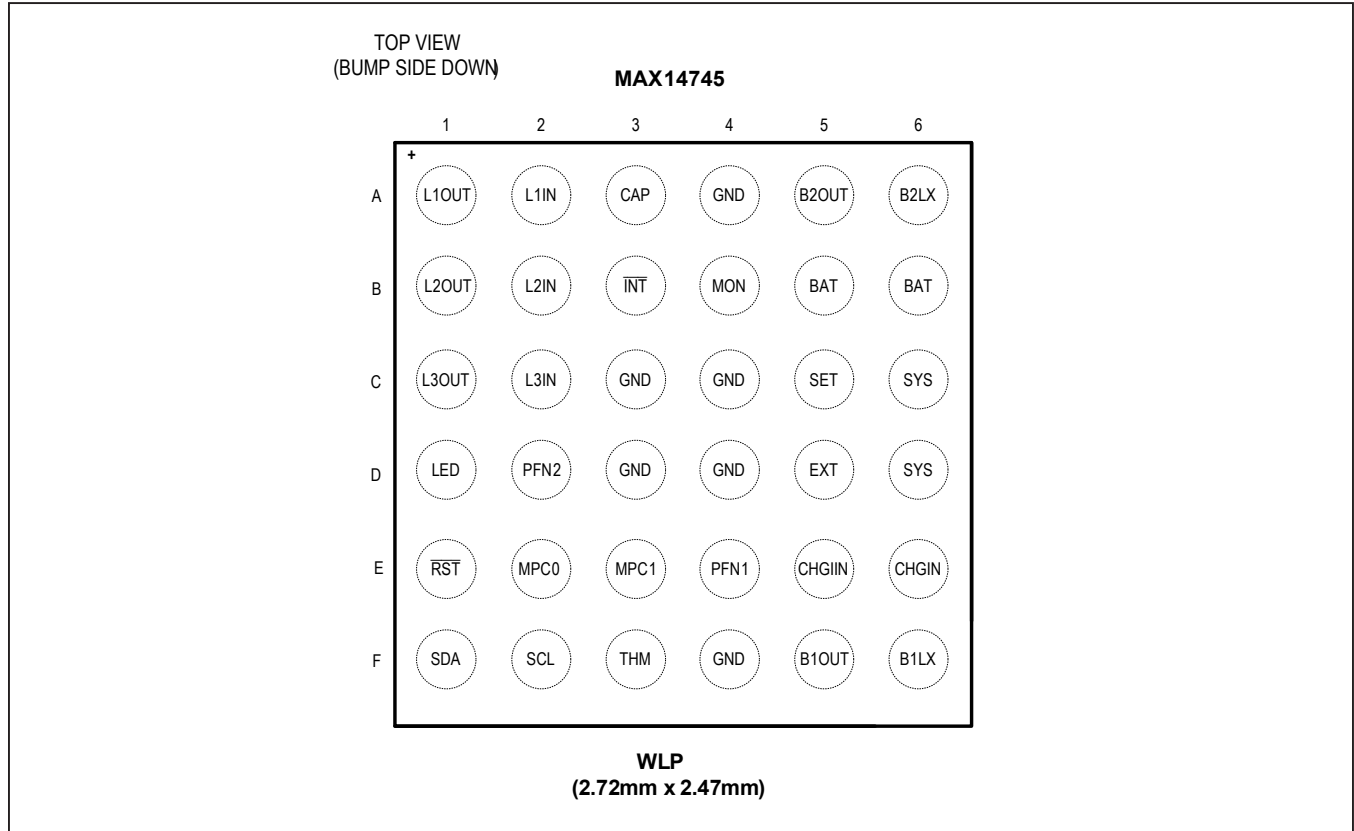 TOP VIEW
(BUMP SIDE DOWN)
MAX14745
1 2 3 4 5 6
+
A L1OUT L1IN CAP GND B2OUT B2LX
B L2OUT L2IN INT MON BAT BAT
C L3OUT L3IN GND GND SET SYS
D LED PFN2 GND GND EXT SYS
E RST MPC0 MPC1 PFN1 CHGIIN CHGIN
F SDA SCL THM GND B1OUT B1LX
WLP
(2.72mm x 2.47mm)